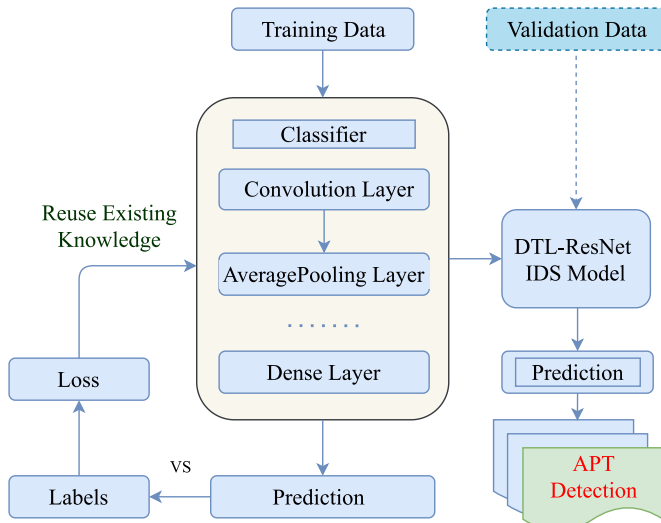 Training Data
Validation Data
Classifier
Convolution Layer
Reuse Existing
Knowledge
AveragePooling Layer
.......
Dense Layer
DTL-ResNet
IDS Model
Loss
Prediction
VS
Labels
Prediction
APT
Detection